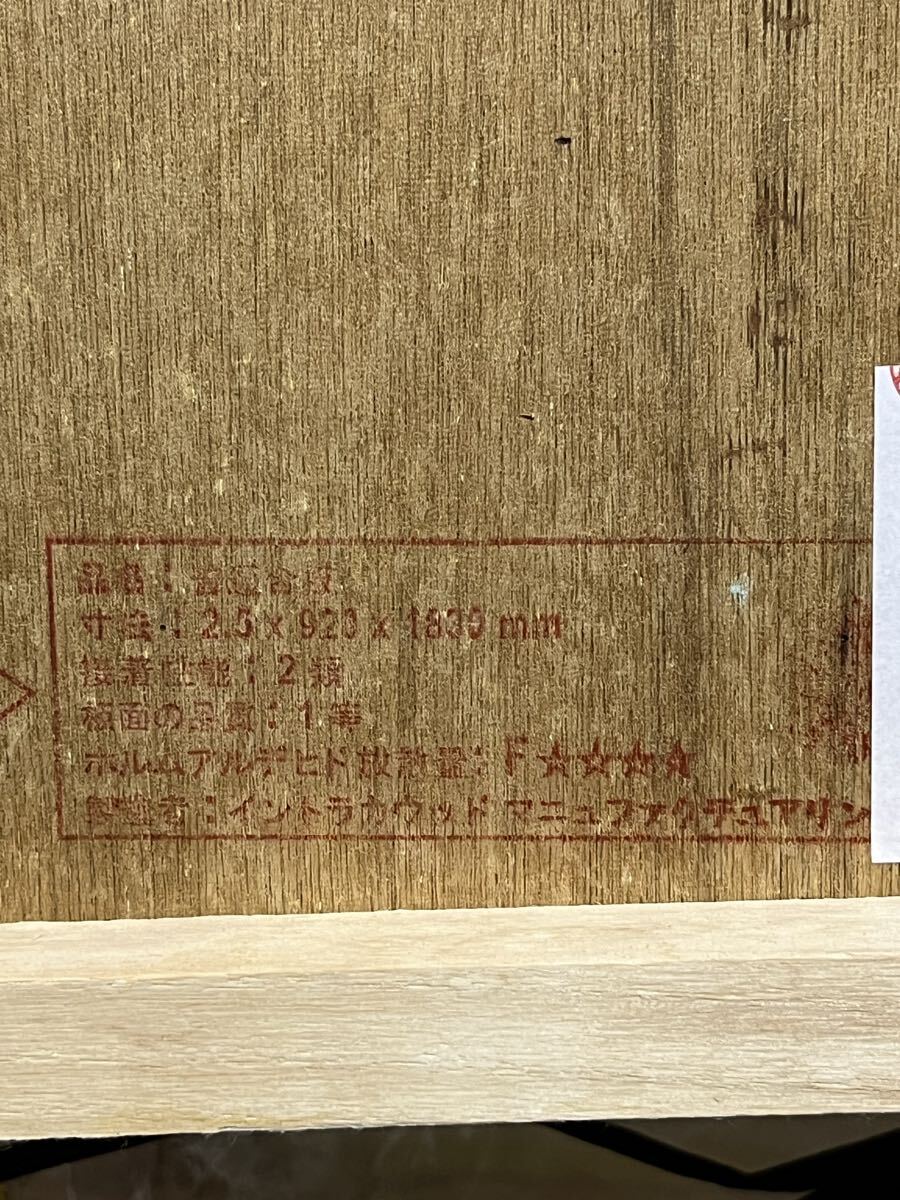 品名：普通合板
寸法：2.5 x 920 x 1830 mm
接着性能：2類
板面の品質：1等
ホルムアルデヒド放散量：F☆☆☆☆
製造者：イントラカウッド マニュファクチュアリン